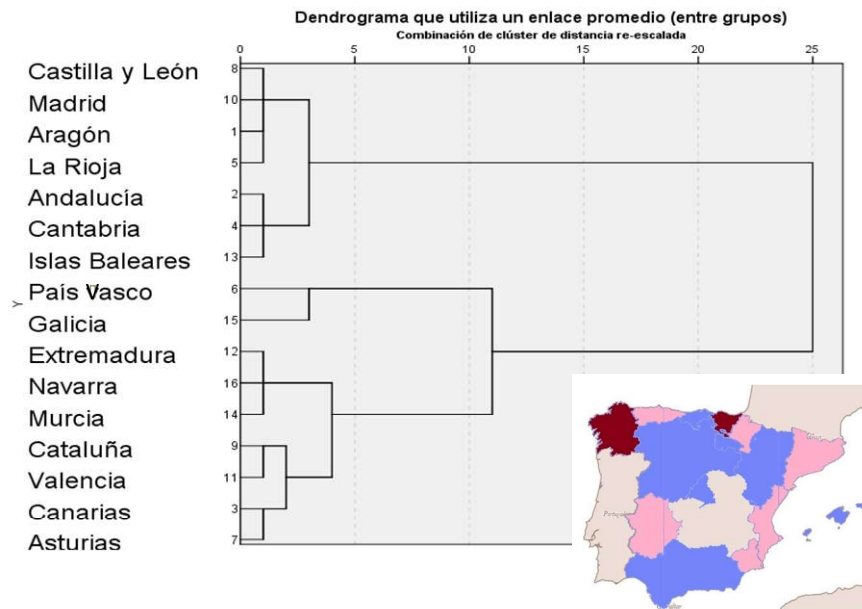 Dendrograma que utiliza un enlace promedio (entre grupos)
Combinación de clúster de distancia re-escalada
0 5 10 15 20 25
Castilla y León 8
Madrid 10
Aragón 1
La Rioja 5
Andalucía 2
Cantabria 4
Islas Baleares 13
País Vasco 6
Y
Galicia 15
Extremadura 12
Navarra 16
Murcia 14
Cataluña 9
Valencia 11
Canarias 3
Asturias 7
Portugal